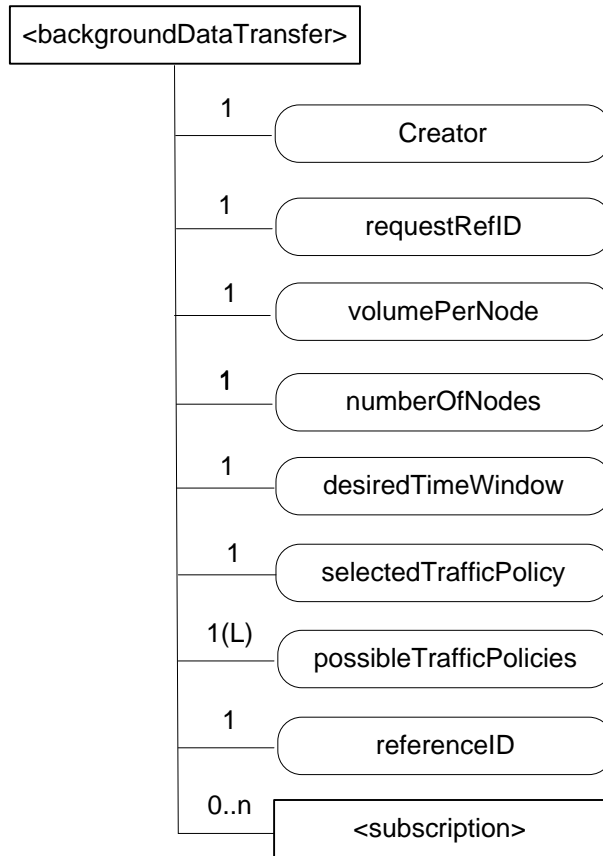 <backgroundDataTransfer>
1
Creator
1
requestRefID
1
volumePerNode
1
numberOfNodes
1
desiredTimeWindow
1
selectedTrafficPolicy
1(L)
possibleTrafficPolicies
1
referenceID
0..n
<subscription>